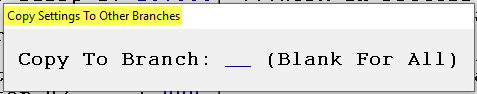 Copy Settings To Other Branches
Copy To Branch: __ (Blank For All)